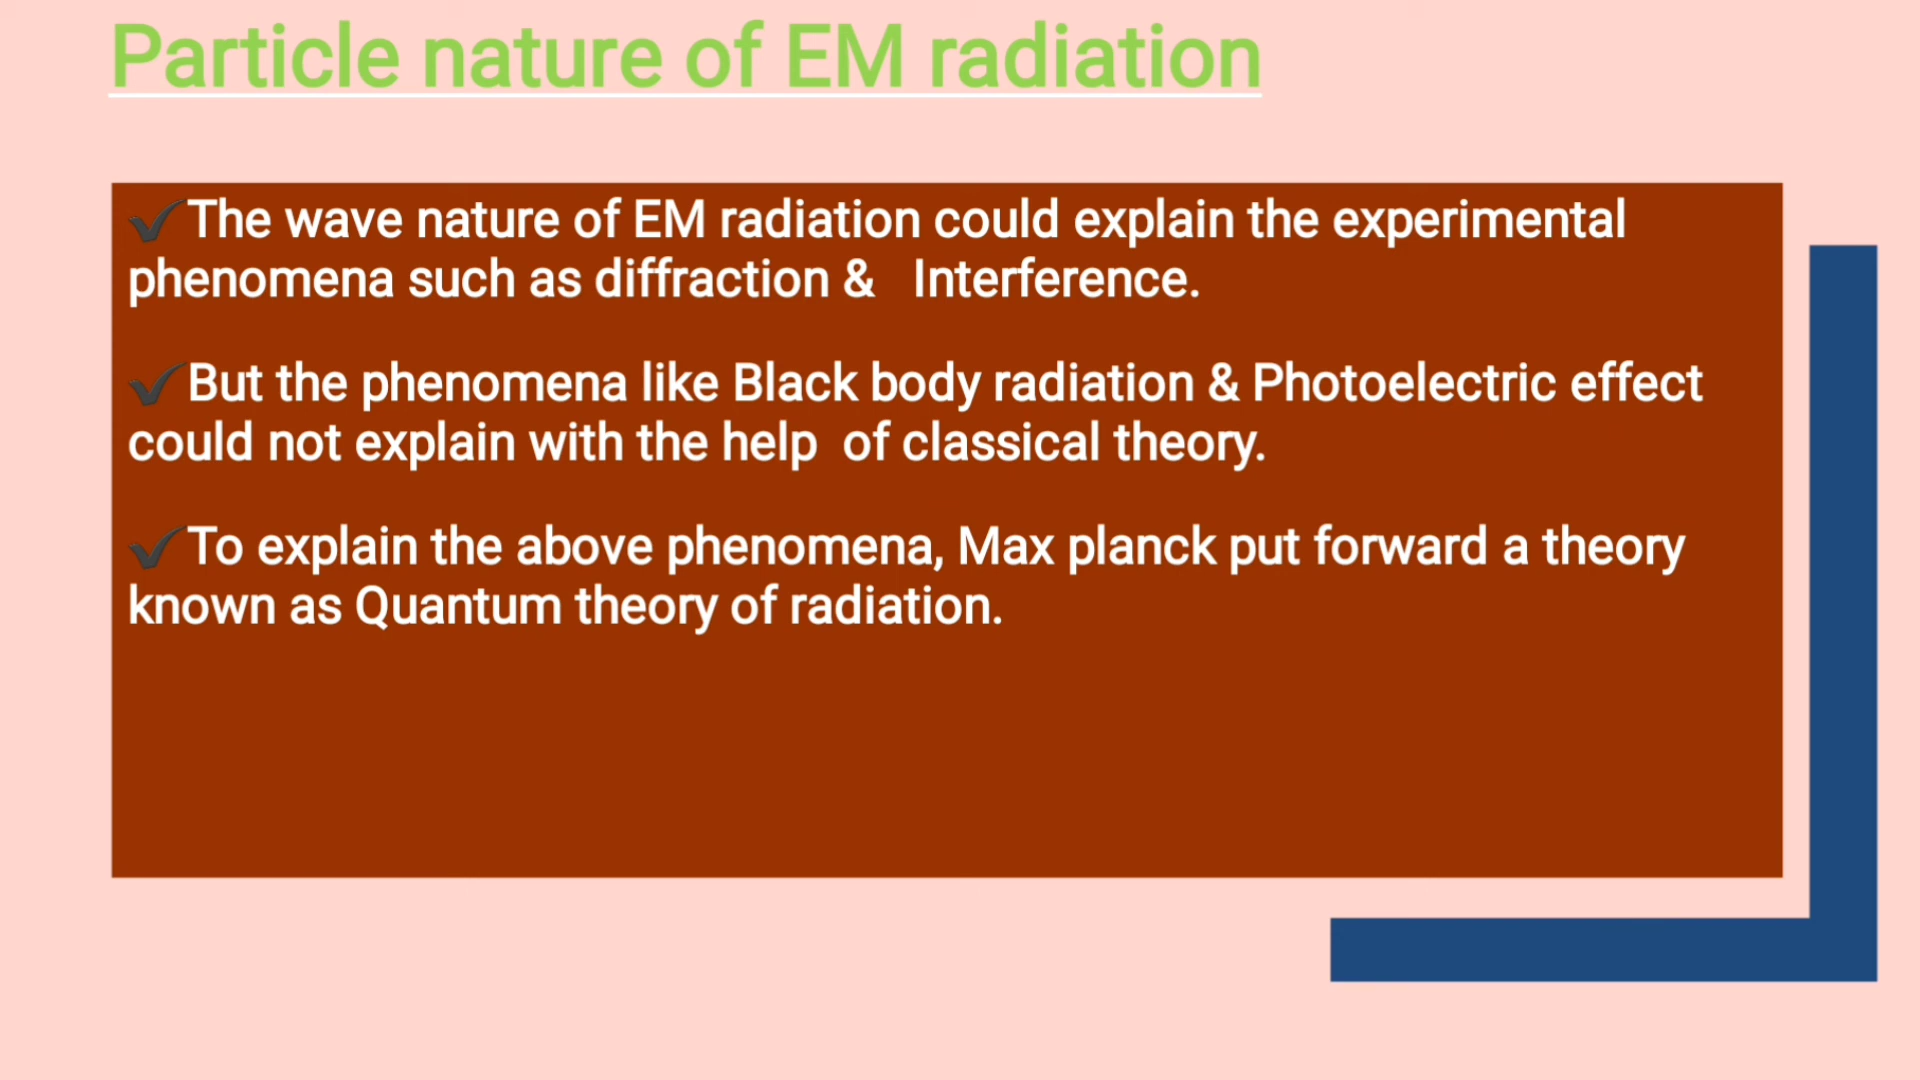 Particle nature of EM radiation
✔The wave nature of EM radiation could explain the experimental
phenomena such as diffraction & Interference.
✔But the phenomena like Black body radiation & Photoelectric effect
could not explain with the help of classical theory.
✔To explain the above phenomena, Max planck put forward a theory
known as Quantum theory of radiation.